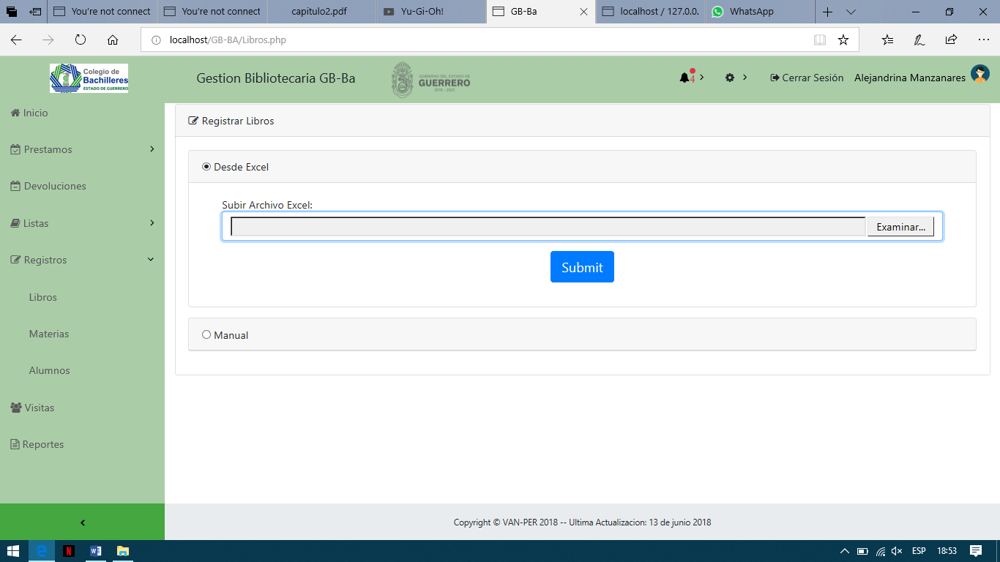 You're not connect
You're not connect
capitulo2.pdf
Yu-Gi-Oh!
GB-Ba
localhost / 127.0.0.
WhatsApp
localhost/GB-BA/Libros.php
Colegio de
Bachilleres
ESTADO DE GUERRERO
Gestion Bibliotecaria GB-Ba
GOBIERNO DEL ESTADO DE
GUERRERO
2015 - 2021
4
Cerrar Sesión
Alejandrina Manzanares
Inicio
Prestamos
Devoluciones
Listas
Registros
Libros
Materias
Alumnos
Visitas
Reportes
Registrar Libros
Desde Excel
Subir Archivo Excel:
Examinar...
Submit
Manual
Copyright © VAN-PER 2018 -- Ultima Actualizacion: 13 de junio 2018
ESP
18:53